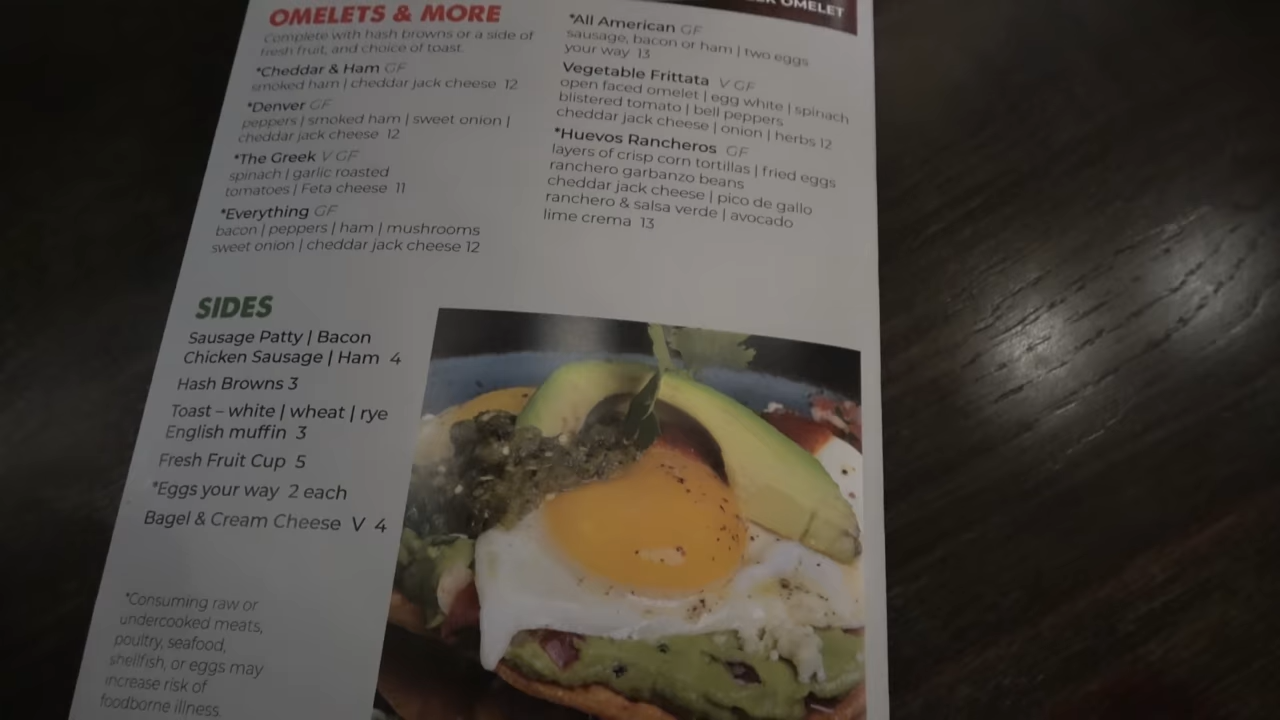 OMELETS & MORE
Complete with hash browns or a side of
fresh fruit, and choice of toast.
*Cheddar & Ham GF
smoked ham | cheddar jack cheese 12
*Denver GF
peppers | smoked ham | sweet onion |
cheddar jack cheese 12
*The Greek V GF
spinach | garlic roasted
tomatoes | Feta cheese 11
*Everything GF
bacon | peppers | ham | mushrooms
sweet onion | cheddar jack cheese 12
OMELET
*All American GF
sausage, bacon or ham | two eggs
your way 13
Vegetable Frittata V GF
open faced omelet | egg white | spinach
blistered tomato | bell peppers
cheddar jack cheese | onion | herbs 12
*Huevos Rancheros GF
layers of crisp corn tortillas | fried eggs
ranchero garbanzo beans
cheddar jack cheese | pico de gallo
ranchero & salsa verde | avocado
lime crema 13
SIDES
Sausage Patty | Bacon
Chicken Sausage | Ham 4
Hash Browns 3
Toast – white | wheat | rye
English muffin 3
Fresh Fruit Cup 5
*Eggs your way 2 each
Bagel & Cream Cheese V 4
*Consuming raw or
undercooked meats,
poultry, seafood,
shellfish, or eggs may
increase risk of
foodborne illness.